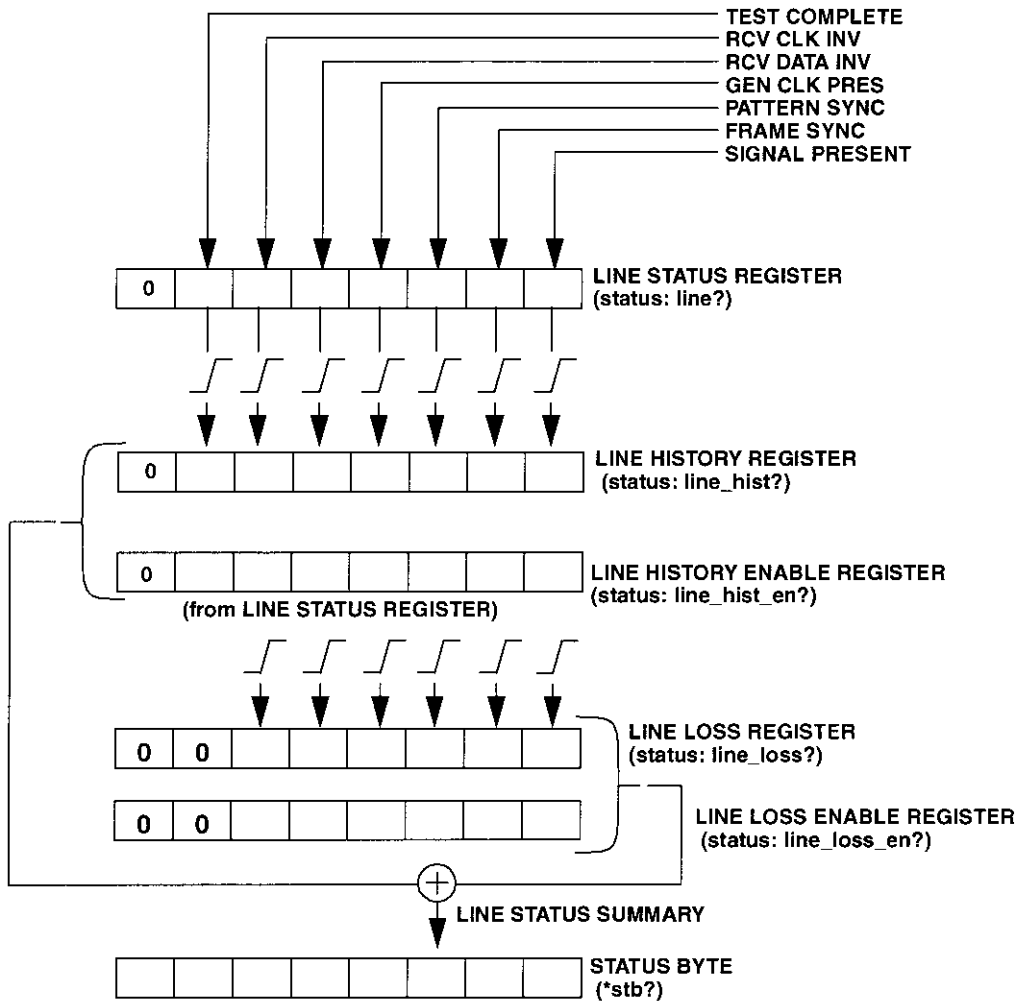 TEST COMPLETE
RCV CLK INV
RCV DATA INV
GEN CLK PRES
PATTERN SYNC
FRAME SYNC
SIGNAL PRESENT
0
LINE STATUS REGISTER
(status: line?)
0
LINE HISTORY REGISTER
(status: line_hist?)
0
LINE HISTORY ENABLE REGISTER
(status: line_hist_en?)
(from LINE STATUS REGISTER)
0 0
LINE LOSS REGISTER
(status: line_loss?)
0 0
LINE LOSS ENABLE REGISTER
(status: line_loss_en?)
+
LINE STATUS SUMMARY
STATUS BYTE
(*stb?)